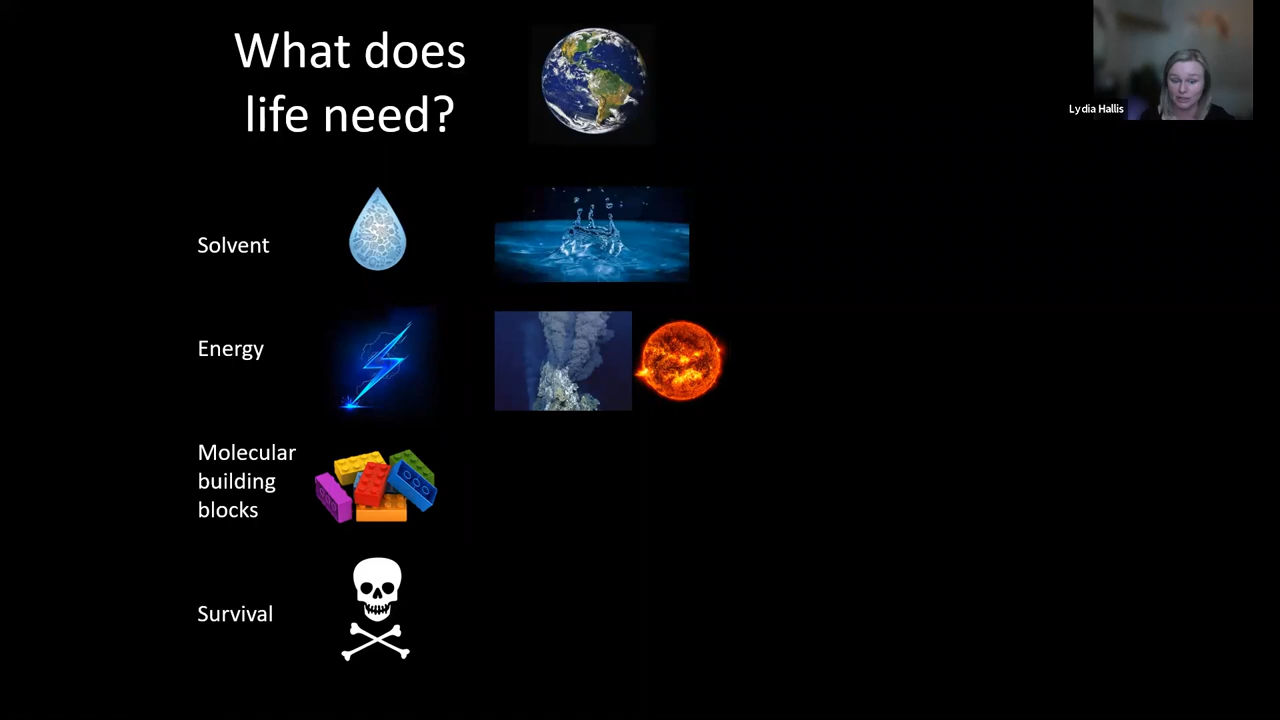 What does
life need?
Lydia Hallis
Solvent
Energy
Molecular
building
blocks
Survival